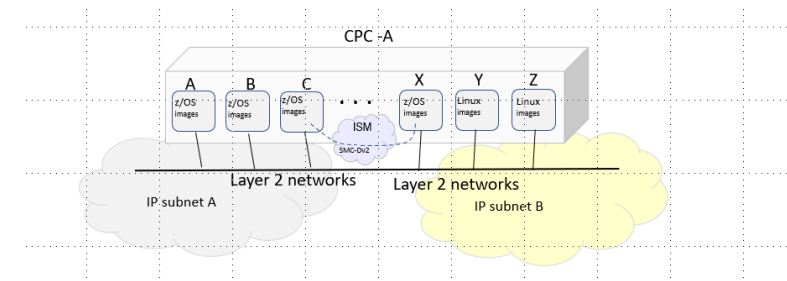 CPC -A
A B C X Y Z
z/OS z/OS z/OS . . . z/OS Linux Linux
images images images images images images
ISM
SMC-Dv2
Layer 2 networks Layer 2 networks
IP subnet A IP subnet B